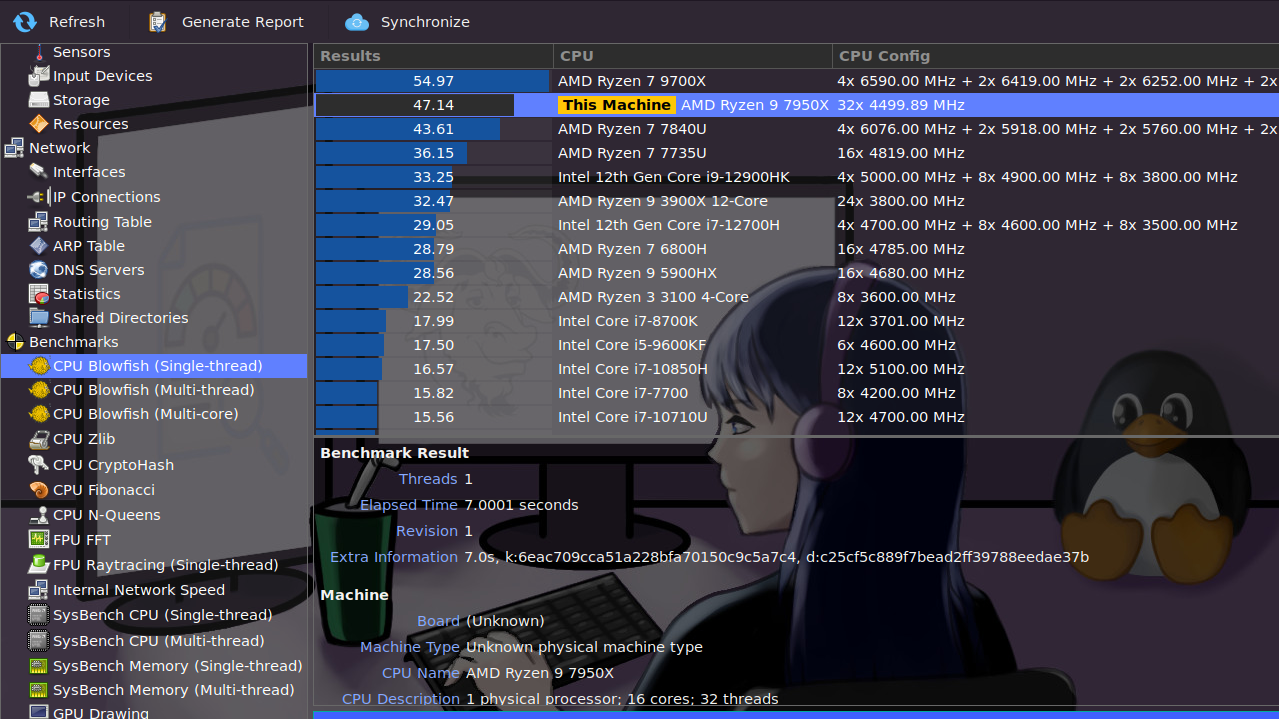 Refresh Generate Report Synchronize
Sensors
Input Devices
Storage
Resources
Network
Interfaces
IP Connections
Routing Table
ARP Table
DNS Servers
Statistics
Shared Directories
Benchmarks
CPU Blowfish (Single-thread)
CPU Blowfish (Multi-thread)
CPU Blowfish (Multi-core)
CPU Zlib
CPU CryptoHash
CPU Fibonacci
CPU N-Queens
FPU FFT
FPU Raytracing (Single-thread)
Internal Network Speed
SysBench CPU (Single-thread)
SysBench CPU (Multi-thread)
SysBench Memory (Single-thread)
SysBench Memory (Multi-thread)
GPU Drawing
Results CPU CPU Config
54.97 AMD Ryzen 7 9700X 4x 6590.00 MHz + 2x 6419.00 MHz + 2x 6252.00 MHz + 2x
47.14 This Machine AMD Ryzen 9 7950X 32x 4499.89 MHz
43.61 AMD Ryzen 7 7840U 4x 6076.00 MHz + 2x 5918.00 MHz + 2x 5760.00 MHz + 2x
36.15 AMD Ryzen 7 7735U 16x 4819.00 MHz
33.25 Intel 12th Gen Core i9-12900HK 4x 5000.00 MHz + 8x 4900.00 MHz + 8x 3800.00 MHz
32.47 AMD Ryzen 9 3900X 12-Core 24x 3800.00 MHz
29.05 Intel 12th Gen Core i7-12700H 4x 4700.00 MHz + 8x 4600.00 MHz + 8x 3500.00 MHz
28.79 AMD Ryzen 7 6800H 16x 4785.00 MHz
28.56 AMD Ryzen 9 5900HX 16x 4680.00 MHz
22.52 AMD Ryzen 3 3100 4-Core 8x 3600.00 MHz
17.99 Intel Core i7-8700K 12x 3701.00 MHz
17.50 Intel Core i5-9600KF 6x 4600.00 MHz
16.57 Intel Core i7-10850H 12x 5100.00 MHz
15.82 Intel Core i7-7700 8x 4200.00 MHz
15.56 Intel Core i7-10710U 12x 4700.00 MHz
Benchmark Result
Threads 1
Elapsed Time 7.0001 seconds
Revision 1
Extra Information 7.0s, k:6eac709cca51a228bfa70150c9c5a7c4, d:c25cf5c889f7bead2ff39788eedae37b
Machine
Board (Unknown)
Machine Type Unknown physical machine type
CPU Name AMD Ryzen 9 7950X
CPU Description 1 physical processor; 16 cores; 32 threads